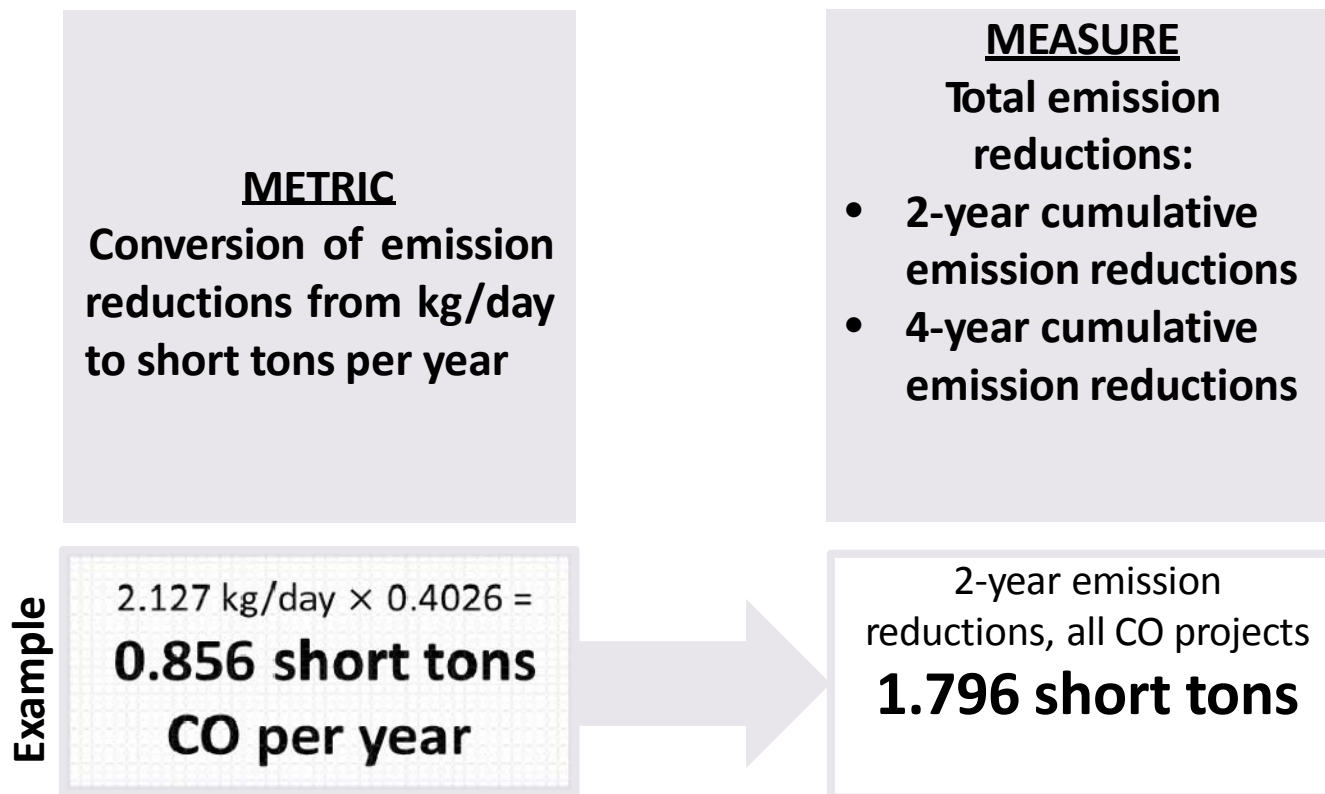 METRIC
Conversion of emission
reductions from kg/day
to short tons per year
MEASURE
Total emission
reductions:
• 2-year cumulative
emission reductions
• 4-year cumulative
emission reductions
Example
2.127 kg/day × 0.4026 =
0.856 short tons
CO per year
2-year emission
reductions, all CO projects
1.796 short tons